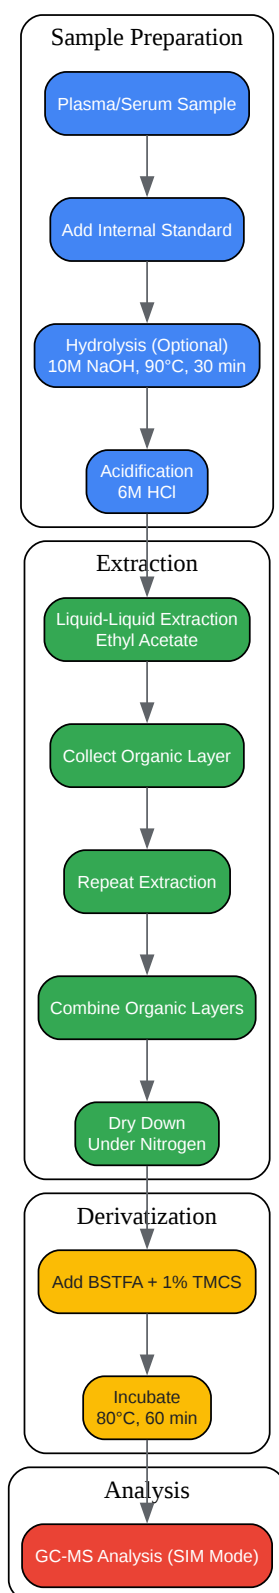 Sample Preparation
Plasma/Serum Sample
Add Internal Standard
Hydrolysis (Optional)
10M NaOH, 90°C, 30 min
Acidification
6M HCl
Extraction
Liquid-Liquid Extraction
Ethyl Acetate
Collect Organic Layer
Repeat Extraction
Combine Organic Layers
Dry Down
Under Nitrogen
Derivatization
Add BSTFA + 1% TMCS
Incubate
80°C, 60 min
Analysis
GC-MS Analysis (SIM Mode)